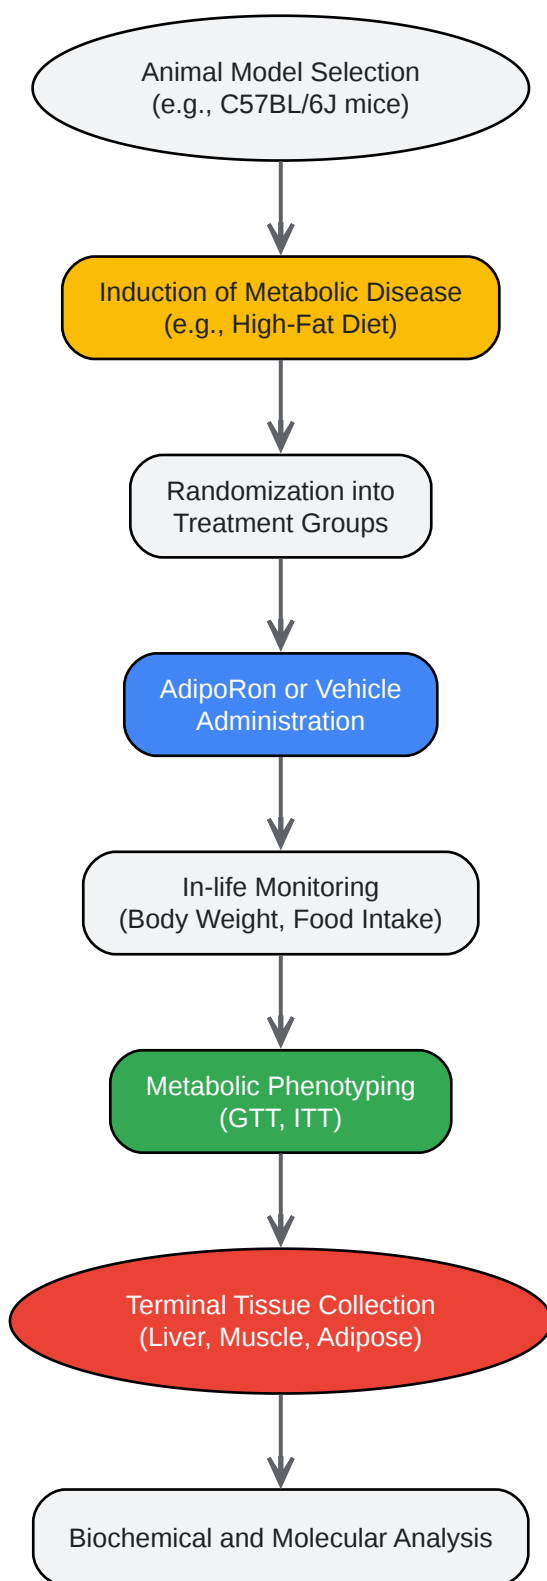 Animal Model Selection
(e.g., C57BL/6J mice)
Induction of Metabolic Disease
(e.g., High-Fat Diet)
Randomization into
Treatment Groups
AdipoRon or Vehicle
Administration
In-life Monitoring
(Body Weight, Food Intake)
Metabolic Phenotyping
(GTT, ITT)
Terminal Tissue Collection
(Liver, Muscle, Adipose)
Biochemical and Molecular Analysis